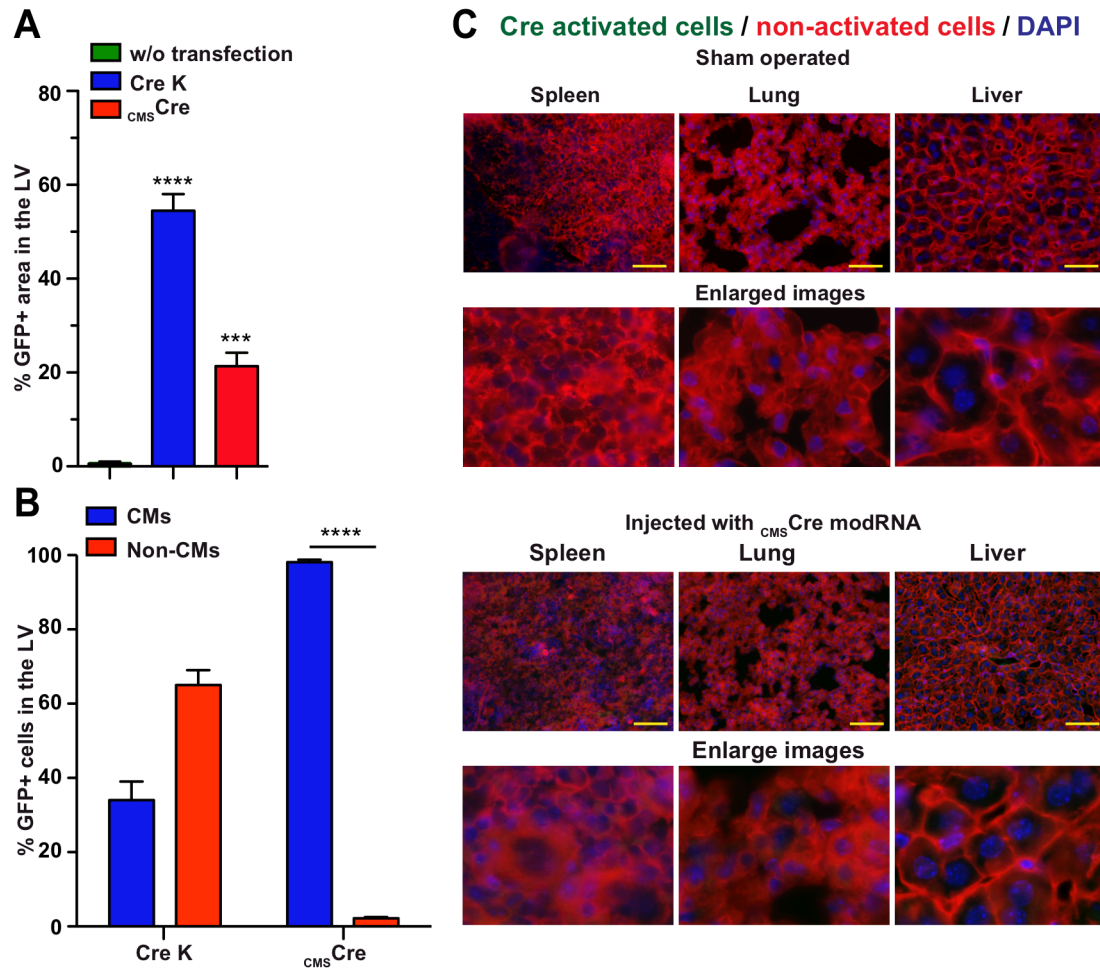 A
w/o transfection
Cre K
CMSCre
% GFP+ area in the LV
80
60
40
20
0
****
***
B
CMs
Non-CMs
% GFP+ cells in the LV
100
80
60
40
20
0
****
Cre K
CMSCre
C
Cre activated cells / non-activated cells / DAPI
Sham operated
Spleen Lung Liver
Enlarged images
Injected with CMSCre modRNA
Spleen Lung Liver
Enlarge images